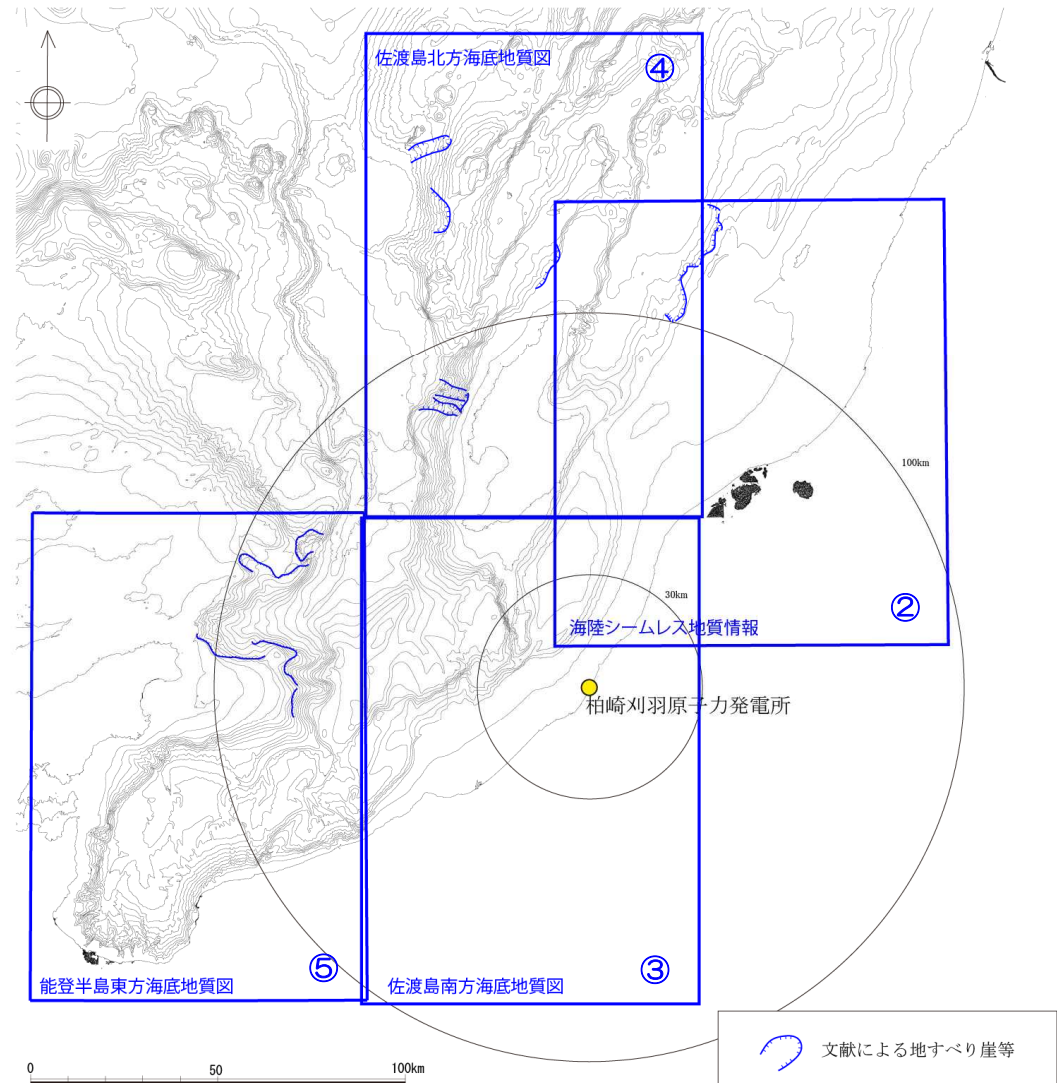 佐渡島北方海底地質図
④
100km
30km
②
海陸シームレス地質情報
柏崎刈羽原子力発電所
能登半島東方海底地質図
⑤
佐渡島南方海底地質図
③
文献による地すべり崖等
0
50
100km